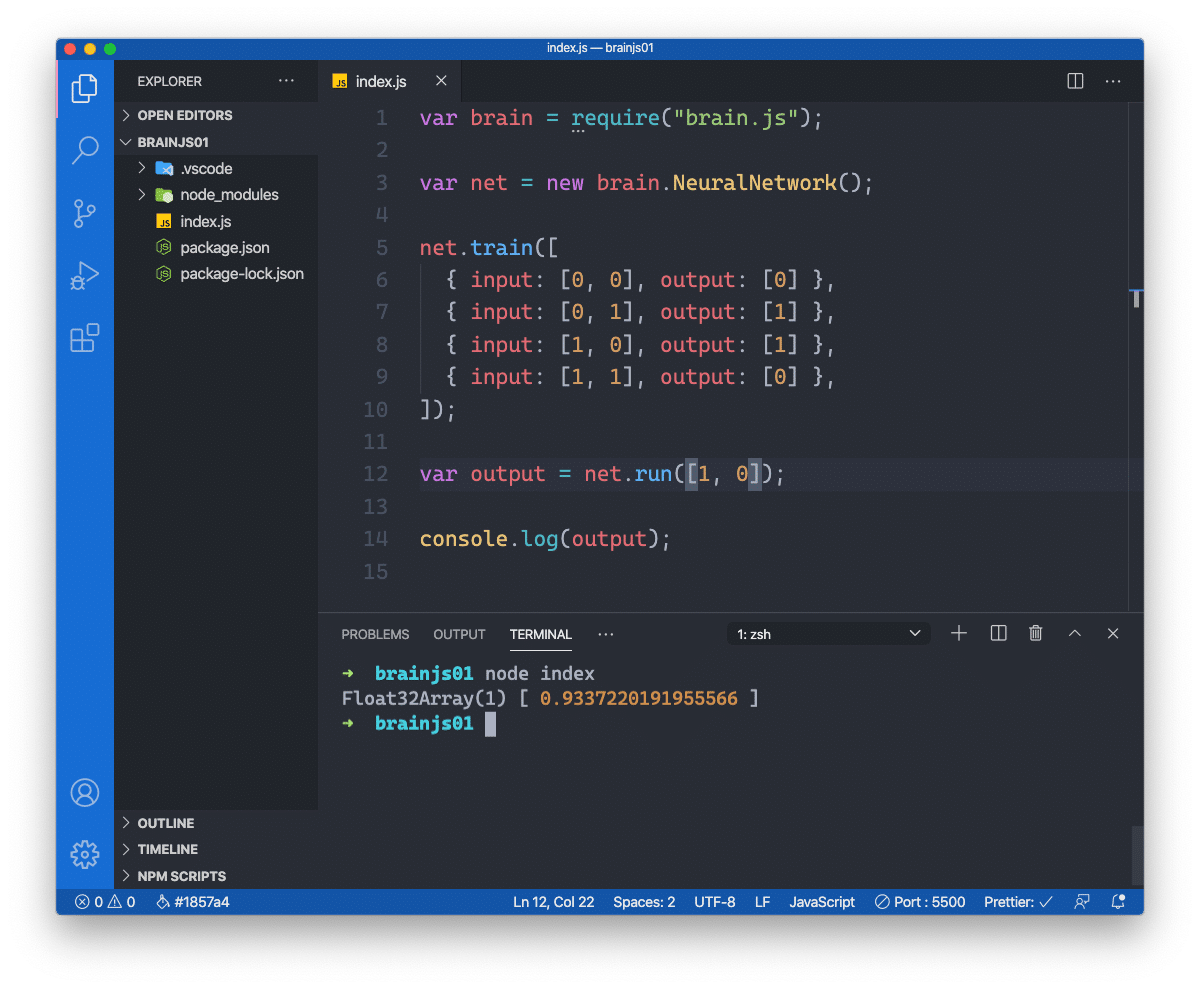 index.js — brainjs01
EXPLORER
index.js
OPEN EDITORS
BRAINJS01
.vscode
node_modules
JS index.js
JS package.json
JS package-lock.json
OUTLINE
TIMELINE
NPM SCRIPTS
1 var brain = require("brain.js");
2
3 var net = new brain.NeuralNetwork();
4
5 net.train([
6 { input: [0, 0], output: [0] },
7 { input: [0, 1], output: [1] },
8 { input: [1, 0], output: [1] },
9 { input: [1, 1], output: [0] },
10 ]);
11
12 var output = net.run([1, 0]);
13
14 console.log(output);
15
PROBLEMS OUTPUT TERMINAL ··· 1: zsh
➜ brainjs01 node index
Float32Array(1) [ 0.9337220191955566 ]
➜ brainjs01
0 0 #1857a4 Ln 12, Col 22 Spaces: 2 UTF-8 LF JavaScript Port : 5500 Prettier: ✓